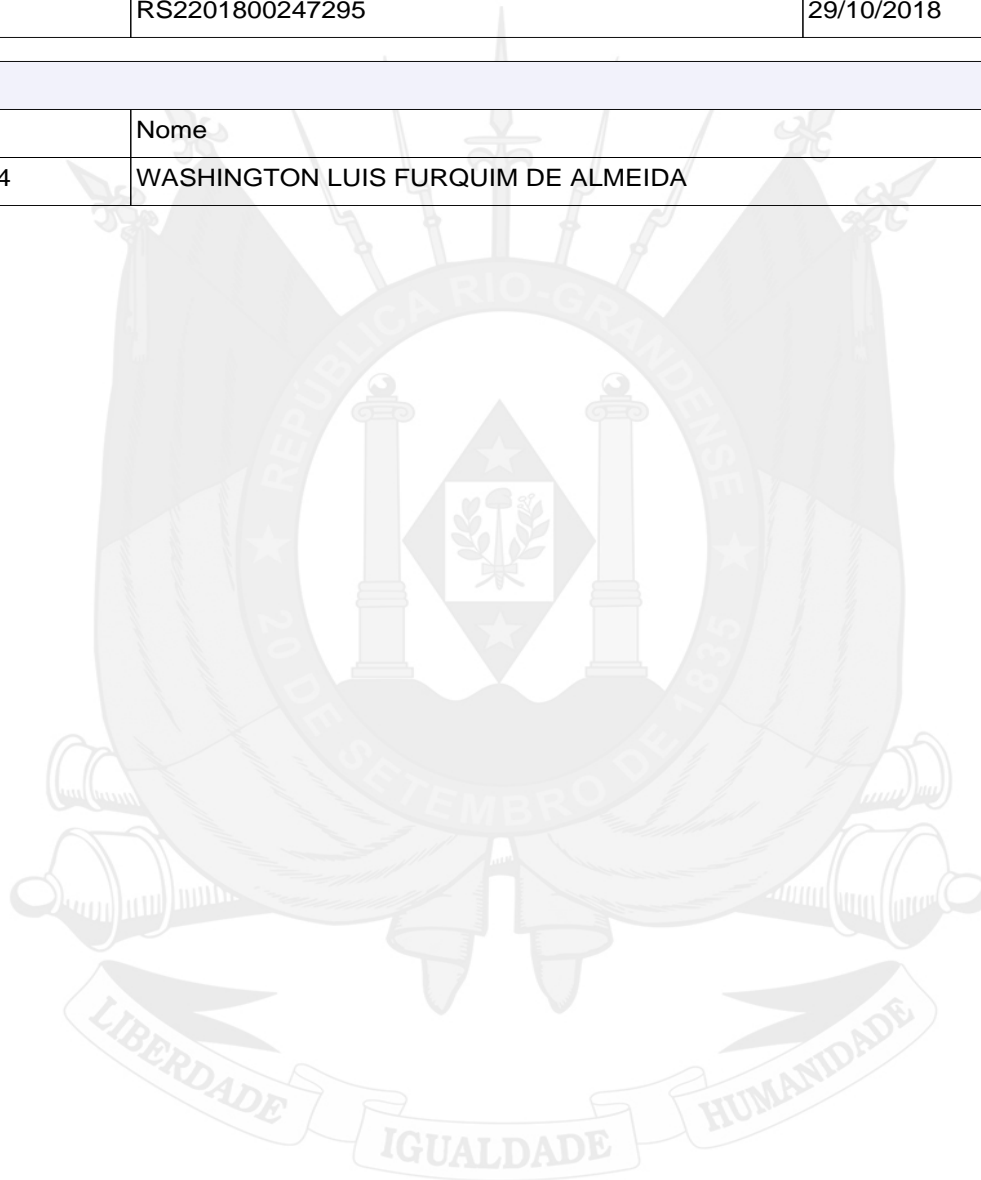 RS2201800247295 29/10/2018
Nome
4 WASHINGTON LUIS FURQUIM DE ALMEIDA
REPÚBLICA RIO-GRANDENSE
20 DE SETEMBRO DE 1835
LIBERDADE IGUALDADE HUMANIDADE